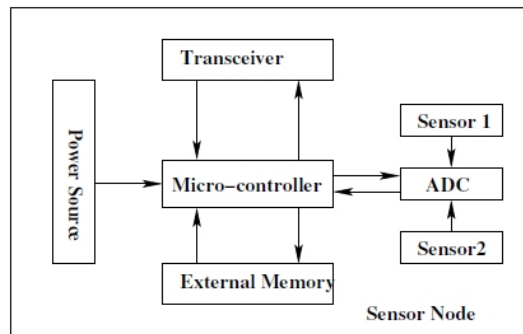 Transceiver
Power Source
Sensor 1
Micro-controller
ADC
Sensor2
External Memory
Sensor Node